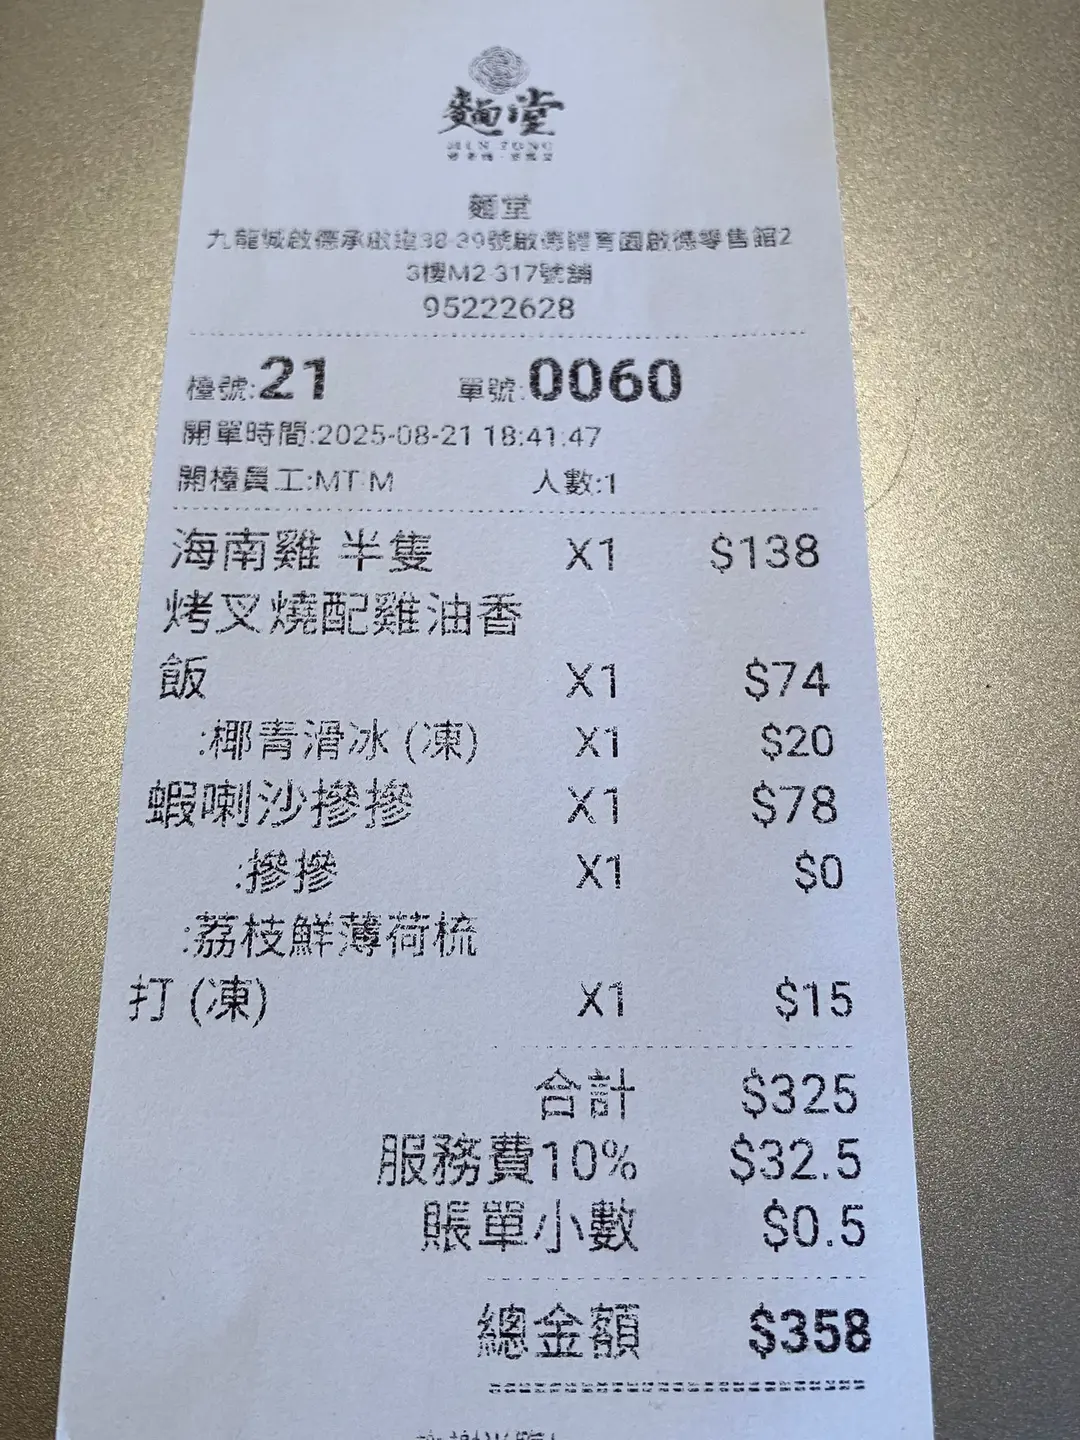 麵堂
MIN TONG
麵堂
九龍城啟德承啟道38-39號啟德體育園啟德零售館2
3樓M2-317號舖
95222628
檯號:21 單號:0060
開單時間:2025-08-21 18:41:47
開檯員工:MT M 人數:1
海南雞 半隻 X1 $138
烤叉燒配雞油香
飯 X1 $74
:椰青滑冰 (凍) X1 $20
蝦喇沙摻摻 X1 $78
:摻摻 X1 $0
:荔枝鮮薄荷梳
打 (凍) X1 $15
合計 $325
服務費10% $32.5
賬單小數 $0.5
總金額 $358